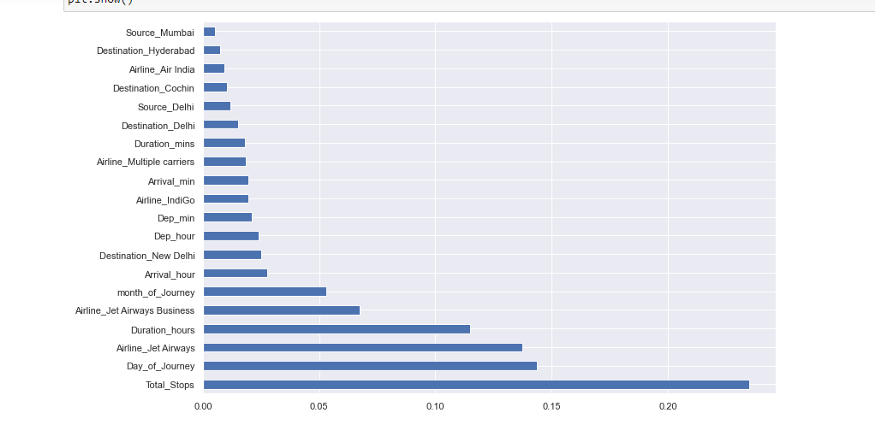 plt.show()
Source_Mumbai
Destination_Hyderabad
Airline_Air India
Destination_Cochin
Source_Delhi
Destination_Delhi
Duration_mins
Airline_Multiple carriers
Arrival_min
Airline_IndiGo
Dep_min
Dep_hour
Destination_New Delhi
Arrival_hour
month_of_Journey
Airline_Jet Airways Business
Duration_hours
Airline_Jet Airways
Day_of_Journey
Total_Stops
0.00 0.05 0.10 0.15 0.20